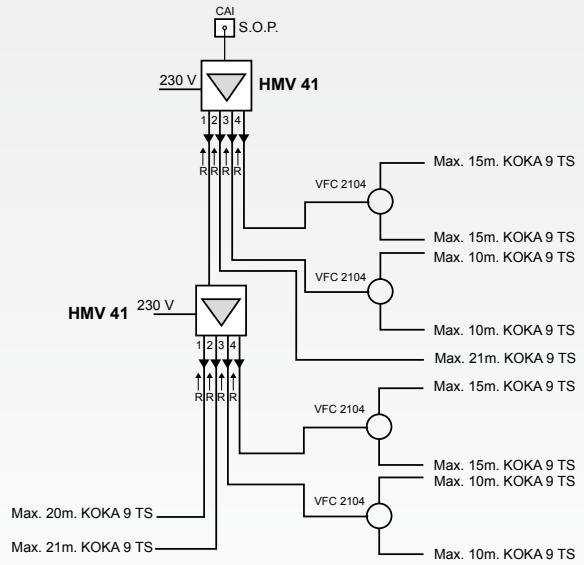 CAI
S.O.P.
230 V
HMV 41
1 2 3 4
R R R R
VFC 2104
Max. 15m. KOKA 9 TS
Max. 15m. KOKA 9 TS
VFC 2104
Max. 10m. KOKA 9 TS
Max. 10m. KOKA 9 TS
Max. 21m. KOKA 9 TS
HMV 41
230 V
1 2 3 4
R R R R
VFC 2104
Max. 15m. KOKA 9 TS
Max. 15m. KOKA 9 TS
VFC 2104
Max. 10m. KOKA 9 TS
Max. 10m. KOKA 9 TS
Max. 20m. KOKA 9 TS
Max. 21m. KOKA 9 TS